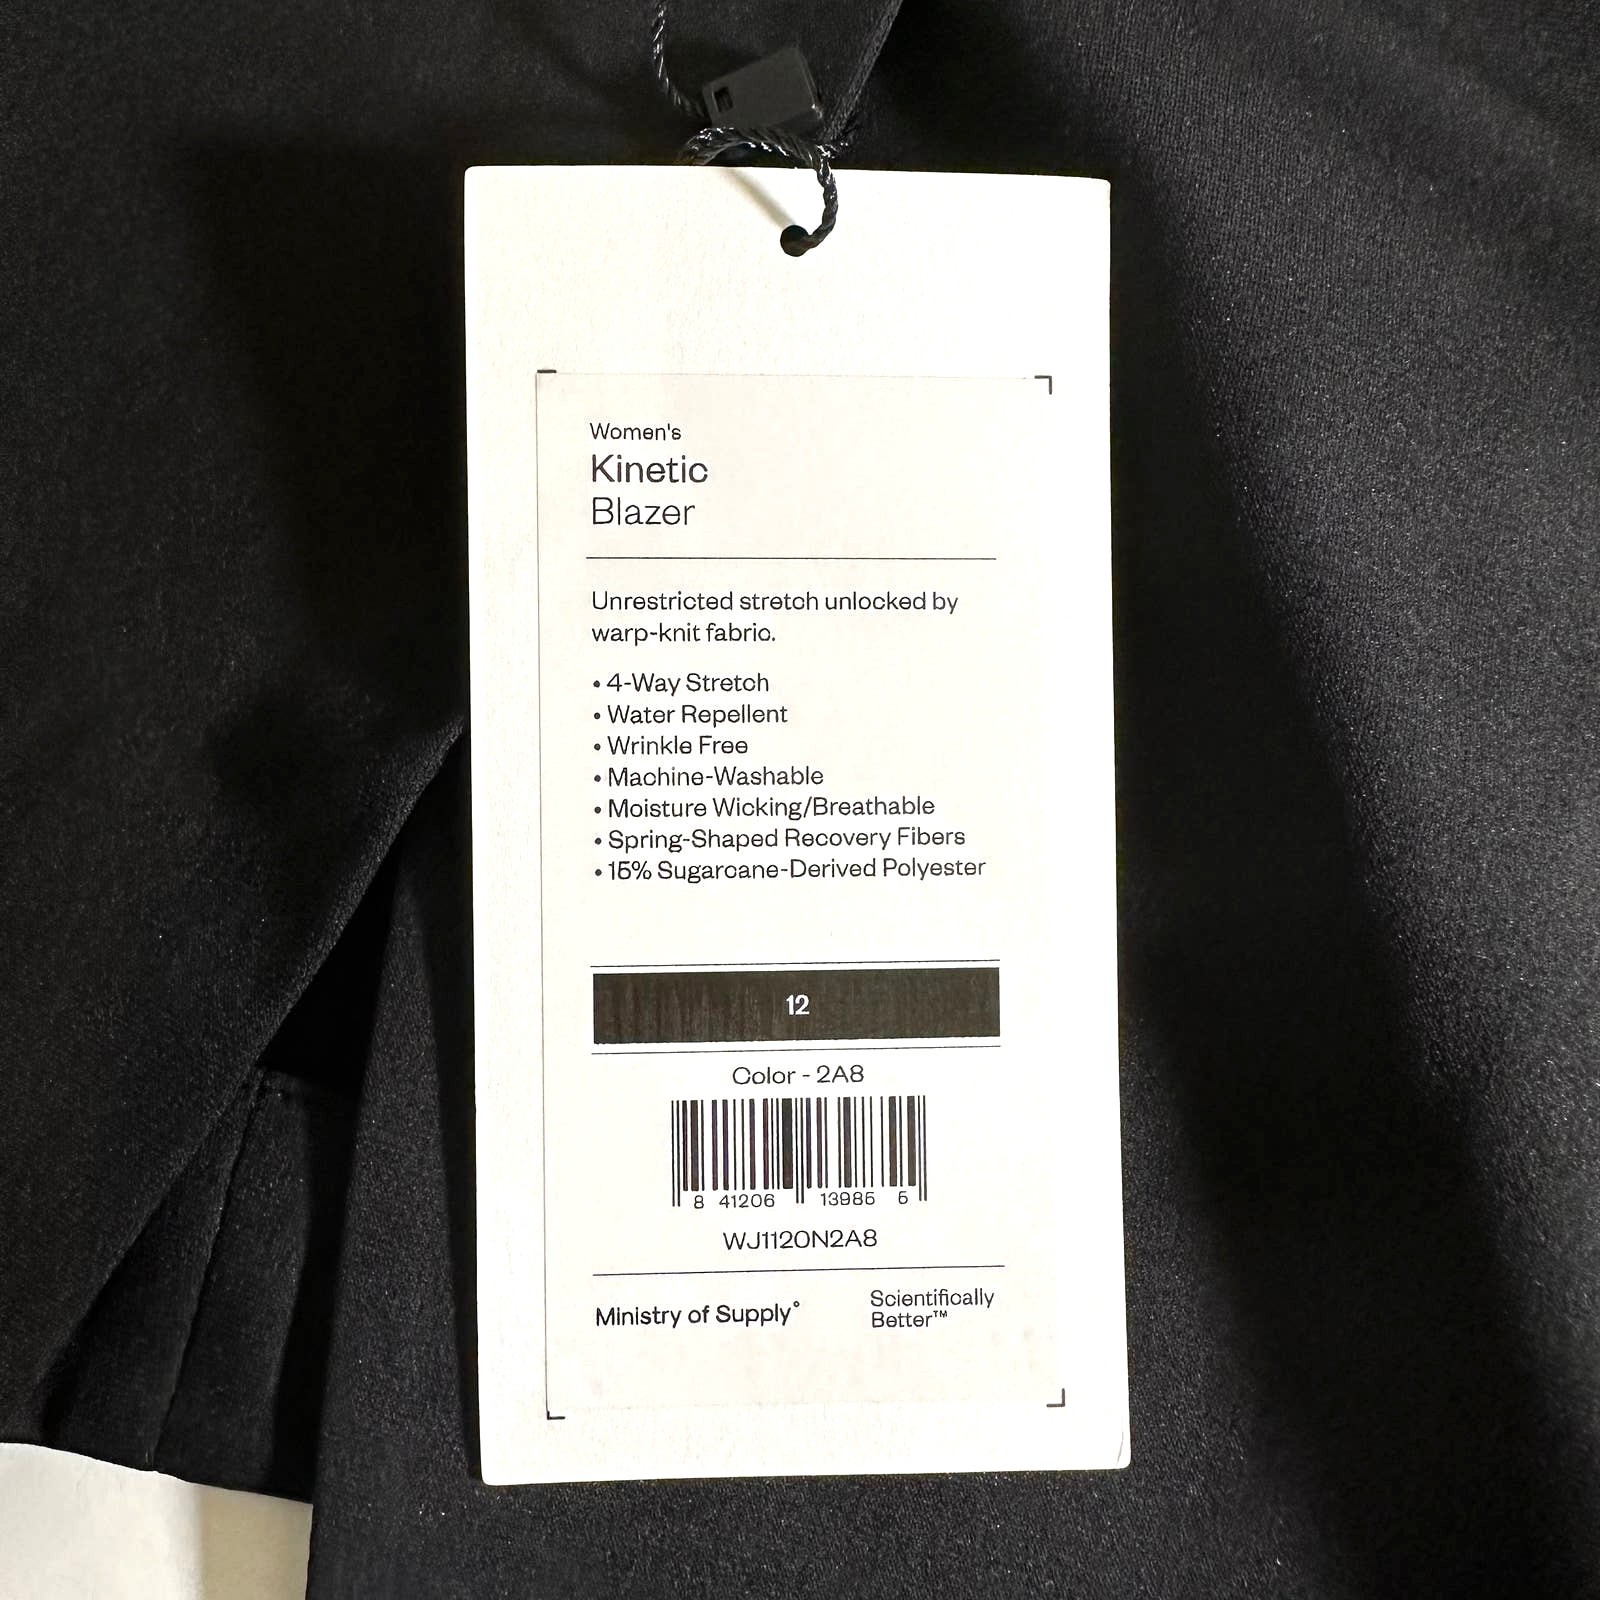 Women's
Kinetic
Blazer
Unrestricted stretch unlocked by
warp-knit fabric.
• 4-Way Stretch
• Water Repellent
• Wrinkle Free
• Machine-Washable
• Moisture Wicking/Breathable
• Spring-Shaped Recovery Fibers
• 15% Sugarcane-Derived Polyester
12
Color - 2A8
8 41206 13985 5
WJ1120N2A8
Ministry of Supply°
Scientifically
Better™